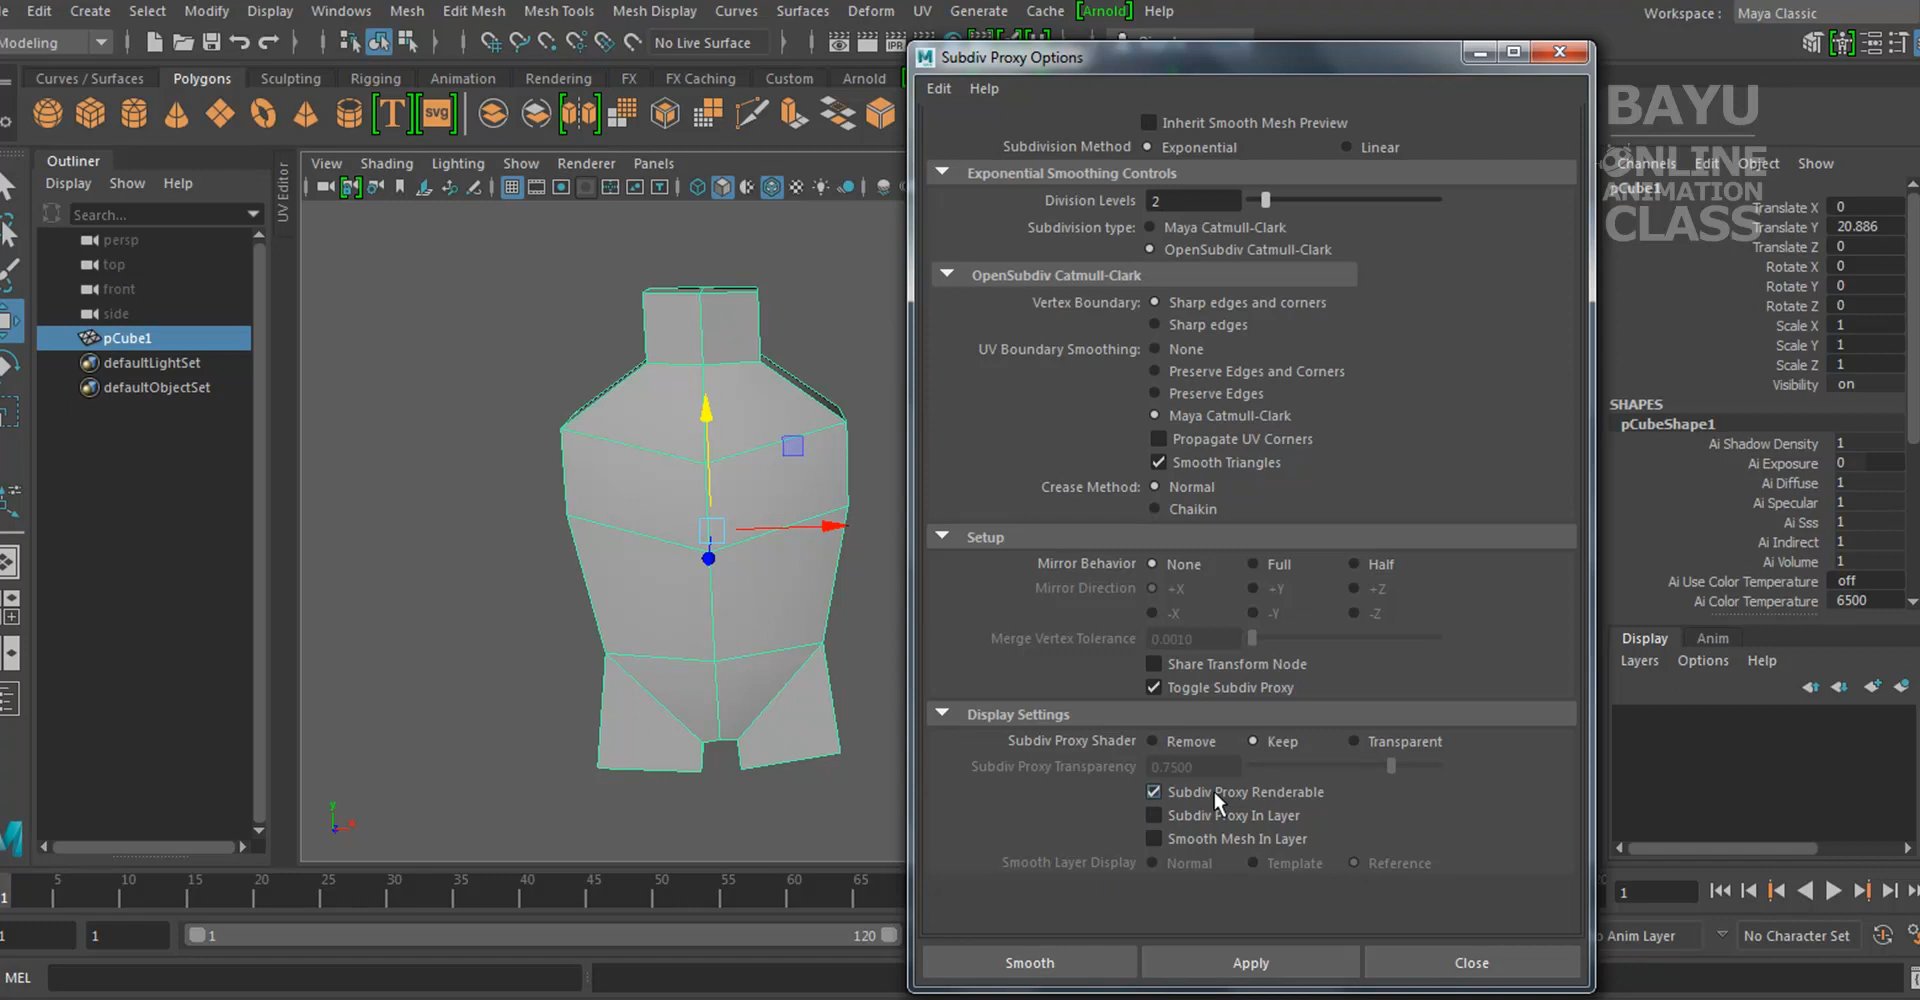 Edit Create Select Modify Display Windows Mesh Edit Mesh Mesh Tools Mesh Display Curves Surfaces Deform UV Generate Cache [Arnold] Help
Workspace : Maya Classic
Modeling
No Live Surface
IPR
Curves / Surfaces Polygons Sculpting Rigging Animation Rendering FX FX Caching Custom Arnold
T svg
Outliner
Display Show Help
Search...
persp
top
front
side
pCube1
defaultLightSet
defaultObjectSet
UV Editor
View Shading Lighting Show Renderer Panels
y
x
Subdiv Proxy Options
Edit Help
Inherit Smooth Mesh Preview
Subdivision Method Exponential Linear
Exponential Smoothing Controls
Division Levels 2
Subdivision type: Maya Catmull-Clark
OpenSubdiv Catmull-Clark
OpenSubdiv Catmull-Clark
Vertex Boundary: Sharp edges and corners
Sharp edges
UV Boundary Smoothing: None
Preserve Edges and Corners
Preserve Edges
Maya Catmull-Clark
Propagate UV Corners
Smooth Triangles
Crease Method: Normal
Chaikin
Setup
Mirror Behavior None Full Half
Mirror Direction +X +Y +Z
-X -Y -Z
Merge Vertex Tolerance 0.0010
Share Transform Node
Toggle Subdiv Proxy
Display Settings
Subdiv Proxy Shader Remove Keep Transparent
Subdiv Proxy Transparency 0.7500
Subdiv Proxy Renderable
Subdiv Proxy In Layer
Smooth Mesh In Layer
Smooth Layer Display Normal Template Reference
Smooth Apply Close
BAYU
ONLINE
ANIMATION
CLASS
Channels Edit Object Show
pCube1
Translate X 0
Translate Y 20.886
Translate Z 0
Rotate X 0
Rotate Y 0
Rotate Z 0
Scale X 1
Scale Y 1
Scale Z 1
Visibility on
SHAPES
pCubeShape1
Ai Shadow Density 1
Ai Exposure 0
Ai Diffuse 1
Ai Specular 1
Ai Sss 1
Ai Indirect 1
Ai Volume 1
Ai Use Color Temperature off
Ai Color Temperature 6500
Display Anim
Layers Options Help
5 10 15 20 25 30 35 40 45 50 55 60 65
1
1
1 1 1 120
Anim Layer No Character Set
MEL